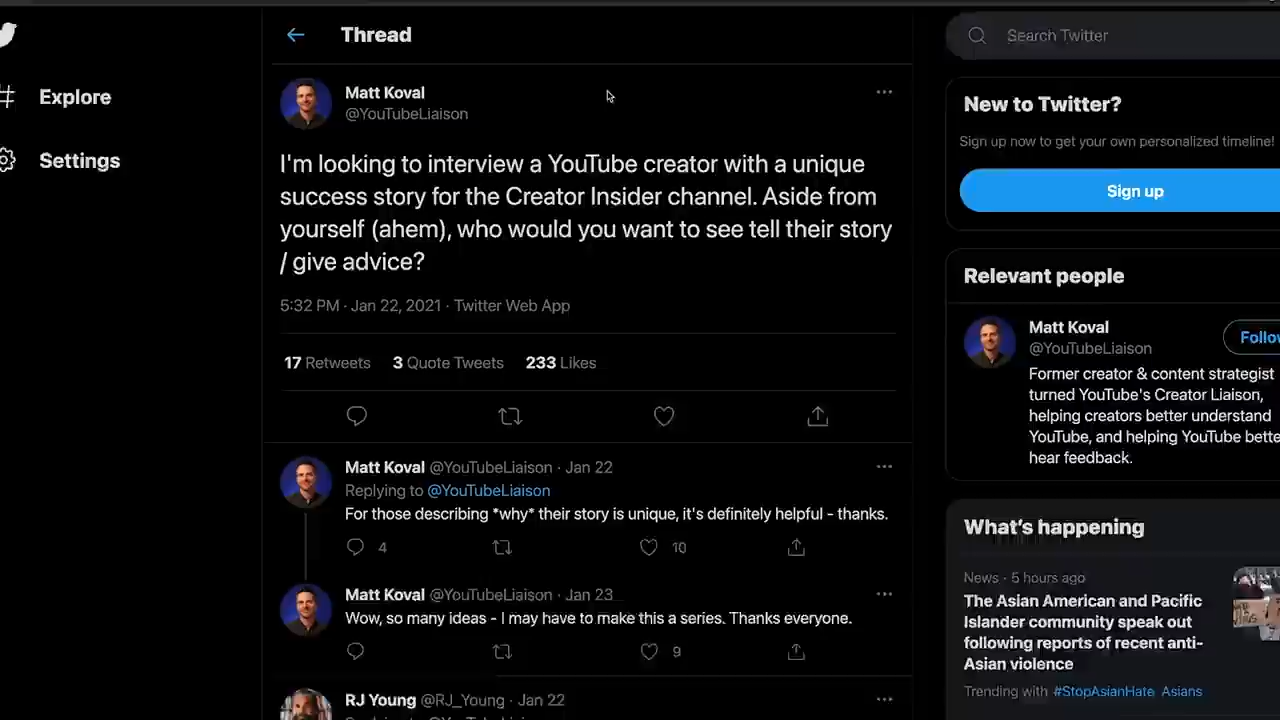 Thread
Search Twitter
Explore
Settings
Matt Koval
@YouTubeLiaison
I'm looking to interview a YouTube creator with a unique
success story for the Creator Insider channel. Aside from
yourself (ahem), who would you want to see tell their story
/ give advice?
5:32 PM · Jan 22, 2021 · Twitter Web App
17 Retweets 3 Quote Tweets 233 Likes
Matt Koval @YouTubeLiaison · Jan 22
Replying to @YouTubeLiaison
For those describing *why* their story is unique, it's definitely helpful - thanks.
4 10
Matt Koval @YouTubeLiaison · Jan 23
Wow, so many ideas - I may have to make this a series. Thanks everyone.
9
RJ Young @RJ_Young · Jan 22
New to Twitter?
Sign up now to get your own personalized timeline!
Sign up
Relevant people
Matt Koval
@YouTubeLiaison
Follow
Former creator & content strategist
turned YouTube's Creator Liaison,
helping creators better understand
YouTube, and helping YouTube bette
hear feedback.
What's happening
News · 5 hours ago
The Asian American and Pacific
Islander community speak out
following reports of recent anti-
Asian violence
Trending with #StopAsianHate Asians